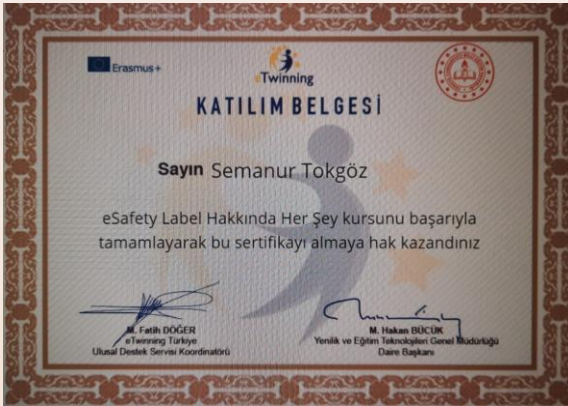 Erasmus+
eTwinning
KATILIM BELGESİ
Sayın Semanur Tokgöz
eSafety Label Hakkında Her Şey kursunu başarıyla
tamamlayarak bu sertifikayı almaya hak kazandınız
M. Fatih DÖĞER
eTwinning Türkiye
Ulusal Destek Servisi Koordinatörü
M. Hakan BÜCÜK
Yenilik ve Eğitim Teknolojileri Genel Müdürlüğü
Daire Başkanı